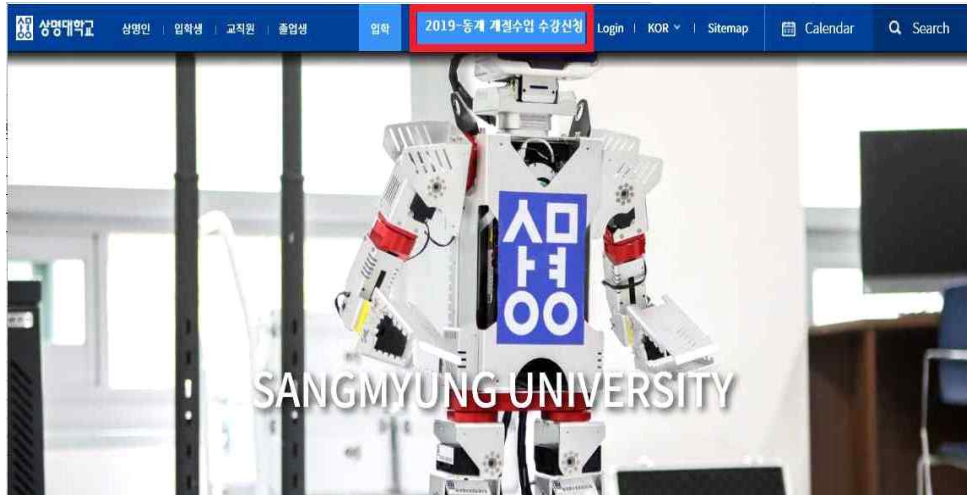 상명대학교 상명인 | 입학생 | 교직원 | 졸업생 입학 2019-동계 계절수업 수강신청 Login | KOR | Sitemap Calendar Search
상명
SANGMYUNG UNIVERSITY